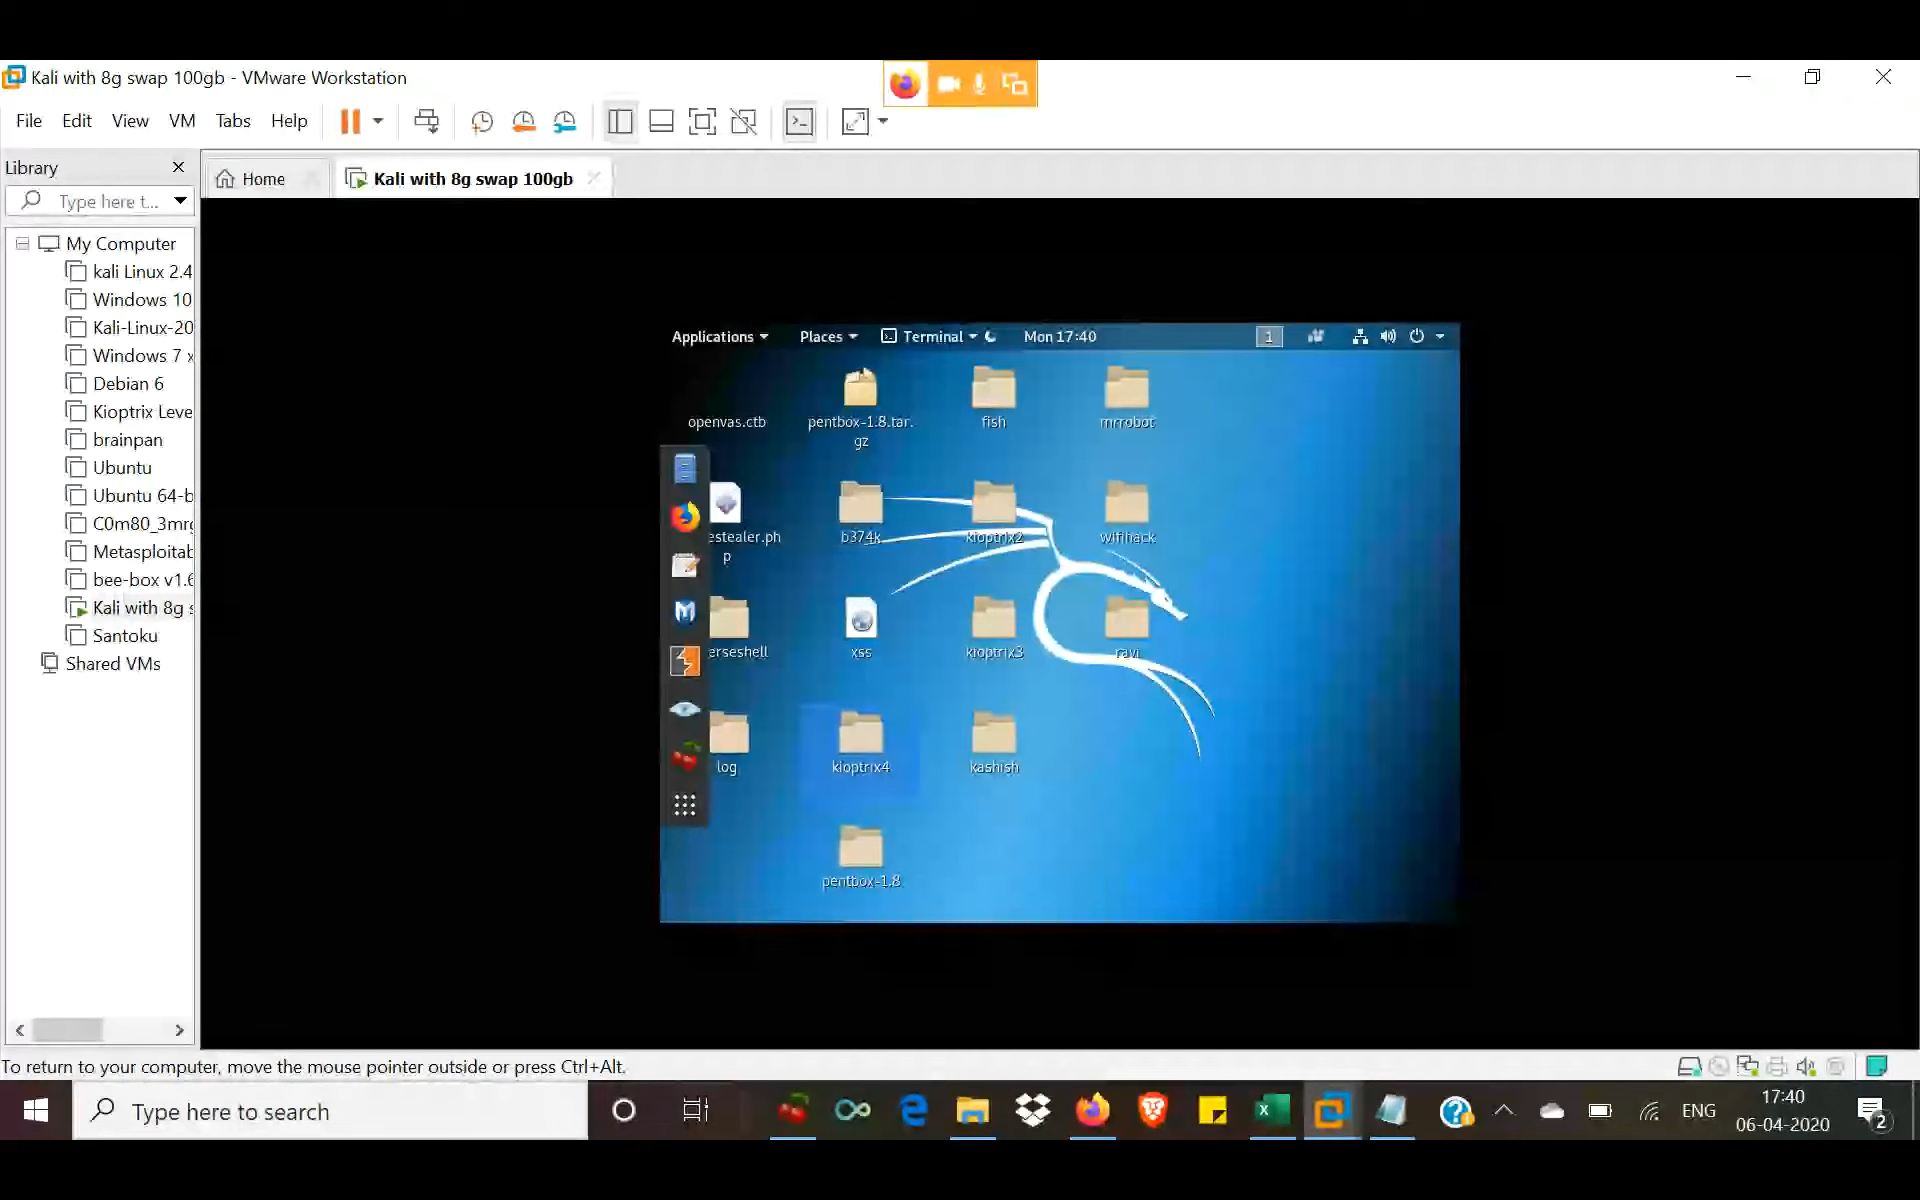 Kali with 8g swap 100gb - VMware Workstation
File Edit View VM Tabs Help
Library
Type here t...
Home
Kali with 8g swap 100gb
My Computer
kali Linux 2.4
Windows 10
Kali-Linux-20
Windows 7 x
Debian 6
Kioptrix Leve
brainpan
Ubuntu
Ubuntu 64-b
C0m80_3mrg
Metasploitab
bee-box v1.6
Kali with 8g s
Santoku
Shared VMs
Applications Places Terminal Mon 17:40 1
openvas.ctb
pentbox-1.8.tar.
gz
fish
mrrobot
estealer.ph
p
b374k
kioptrix2
wifihack
erseshell
xss
kioptrix3
ravi
log
kioptrix4
kashish
pentbox-1.8
To return to your computer, move the mouse pointer outside or press Ctrl+Alt.
Type here to search
ENG
17:40
06-04-2020
2